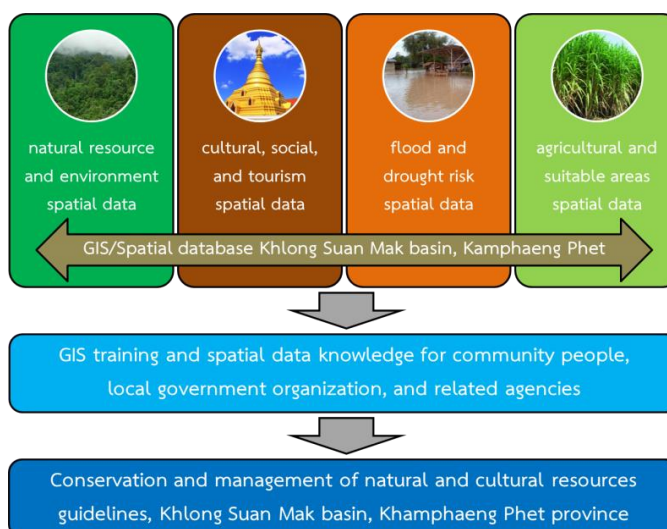 natural resource
and environment
spatial data
cultural, social,
and tourism
spatial data
flood and
drought risk
spatial data
agricultural and
suitable areas
spatial data
GIS/Spatial database Khlong Suan Mak basin, Kamphaeng Phet
GIS training and spatial data knowledge for community people,
local government organization, and related agencies
Conservation and management of natural and cultural resources
guidelines, Khlong Suan Mak basin, Khamphaeng Phet province